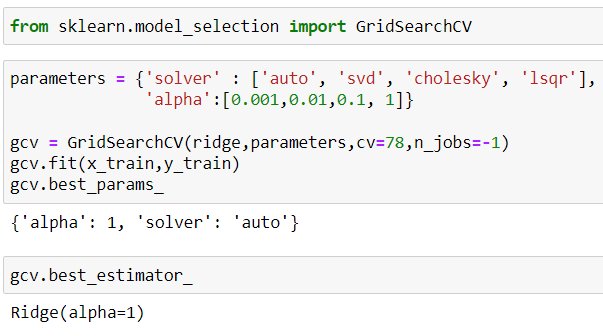 from sklearn.model_selection import GridSearchCV
parameters = {'solver' : ['auto', 'svd', 'cholesky', 'lsqr'],
'alpha':[0.001,0.01,0.1, 1]}
gcv = GridSearchCV(ridge,parameters,cv=78,n_jobs=-1)
gcv.fit(x_train,y_train)
gcv.best_params_
{'alpha': 1, 'solver': 'auto'}
gcv.best_estimator_
Ridge(alpha=1)